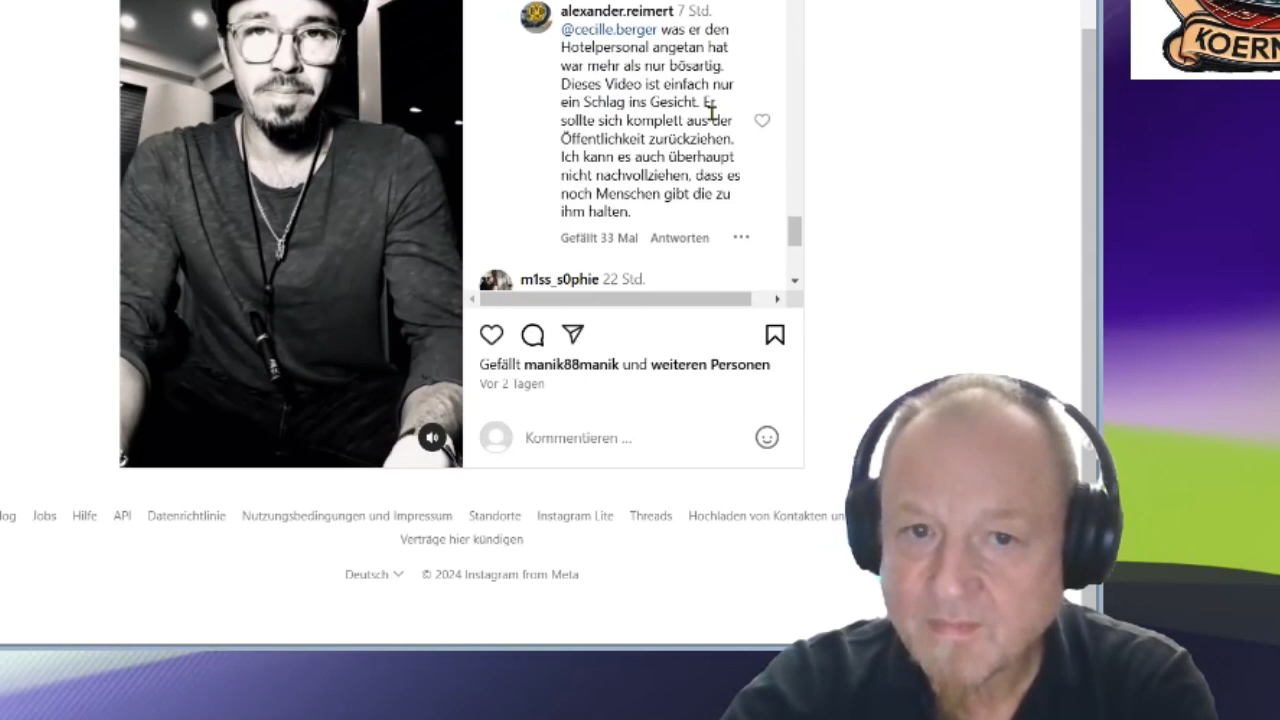 KOERN
alexander.reimert 7 Std.
@cecille.berger was er den
Hotelpersonal angetan hat
war mehr als nur bösartig.
Dieses Video ist einfach nur
ein Schlag ins Gesicht. Er
sollte sich komplett aus der
Öffentlichkeit zurückziehen.
Ich kann es auch überhaupt
nicht nachvollziehen, dass es
noch Menschen gibt die zu
ihm halten.
Gefällt 33 Mal Antworten
m1ss_s0phie 22 Std.
Gefällt manik88manik und weiteren Personen
Vor 2 Tagen
Kommentieren ...
log Jobs Hilfe API Datenrichtlinie Nutzungsbedingungen und Impressum Standorte Instagram Lite Threads Hochladen von Kontakten un
Verträge hier kündigen
Deutsch © 2024 Instagram from Meta